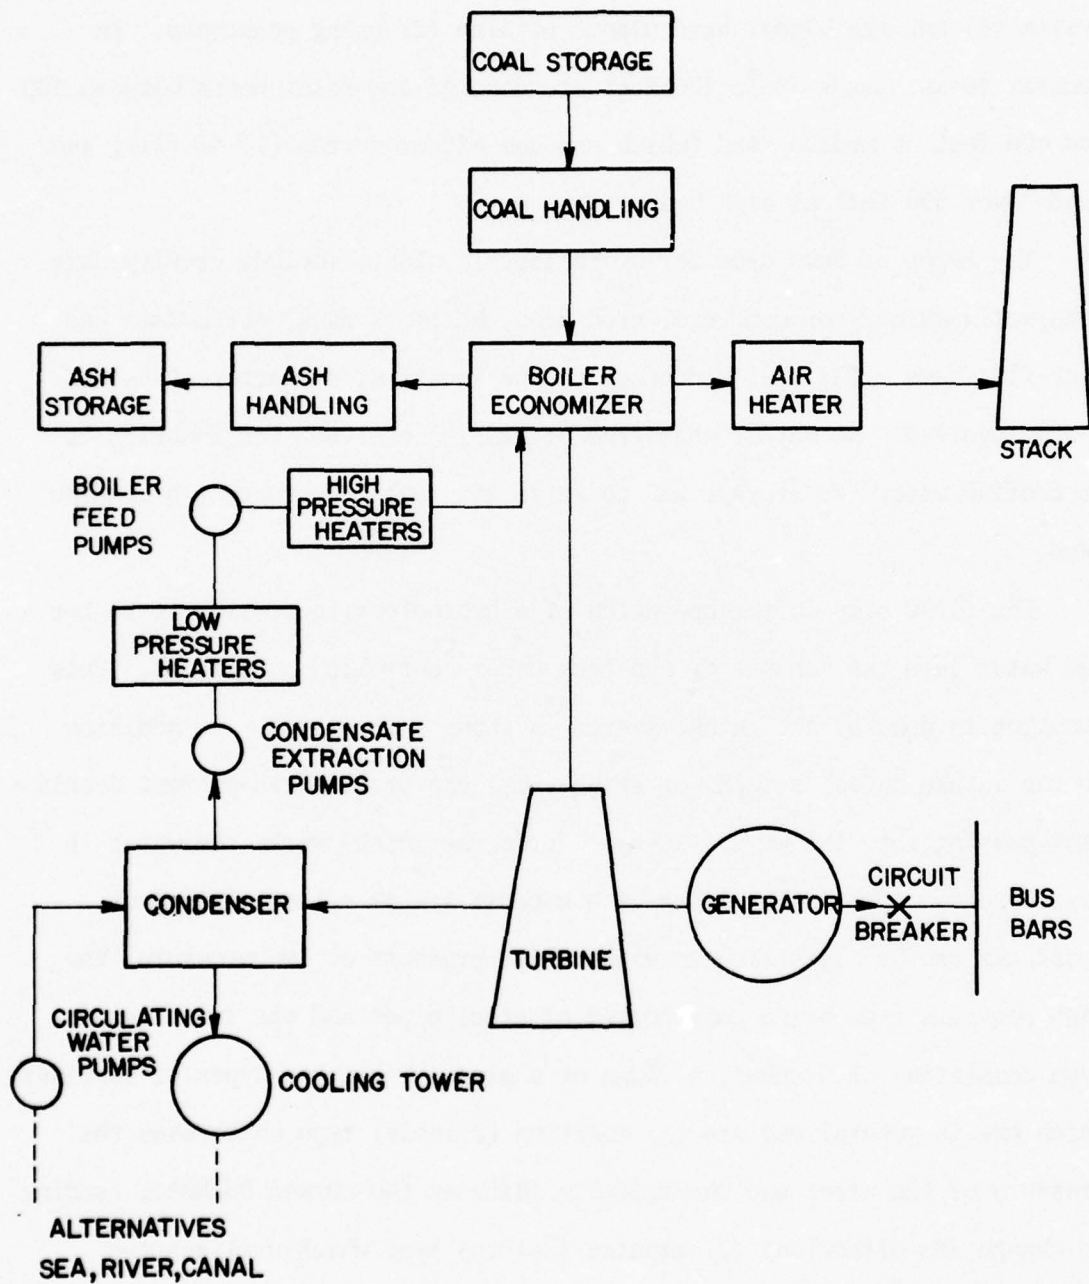 COAL STORAGE
COAL HANDLING
ASH
STORAGE
ASH
HANDLING
BOILER
ECONOMIZER
AIR
HEATER
STACK
BOILER
FEED
PUMPS
HIGH
PRESSURE
HEATERS
LOW
PRESSURE
HEATERS
CONDENSATE
EXTRACTION
PUMPS
CONDENSER
TURBINE
GENERATOR
CIRCUIT
BREAKER
BUS
BARS
CIRCULATING
WATER
PUMPS
COOLING TOWER
ALTERNATIVES
SEA, RIVER, CANAL